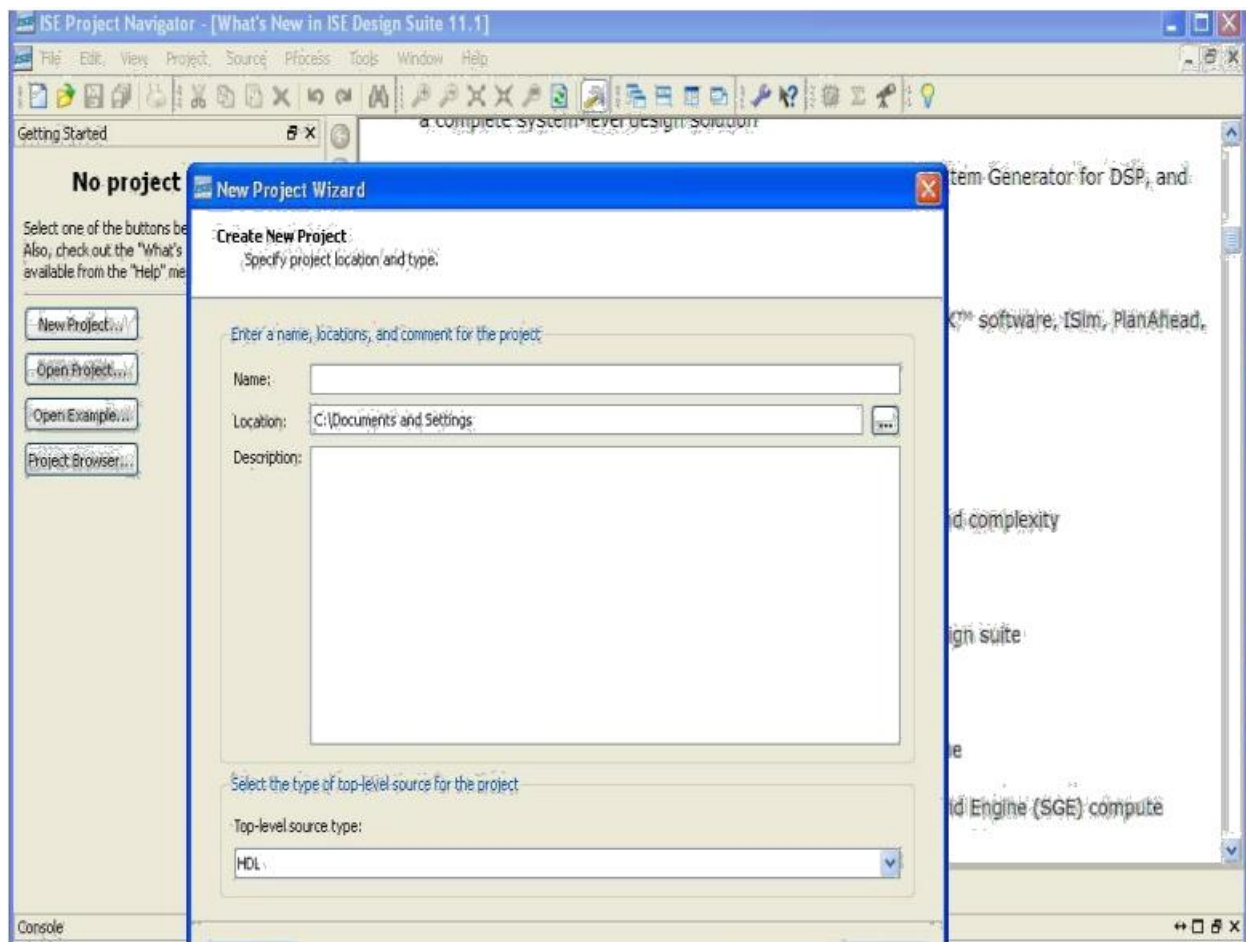 ISE Project Navigator - [What's New in ISE Design Suite 11.1]
File Edit View Project Source Process Tools Window Help
Getting Started
a complete system-level design solution
No project
Select one of the buttons be
Also, check out the "What's
available from the "Help" me
New Project...
Open Project...
Open Example...
Project Browser...
New Project Wizard
Create New Project
Specify project location and type.
Enter a name, locations, and comment for the project
Name:
Location: C:\Documents and Settings
Description:
Select the type of top-level source for the project
Top-level source type:
HDL
tem Generator for DSP, and
™ software, ISim, PlanAhead,
d complexity
ign suite
e
id Engine (SGE) compute
Console